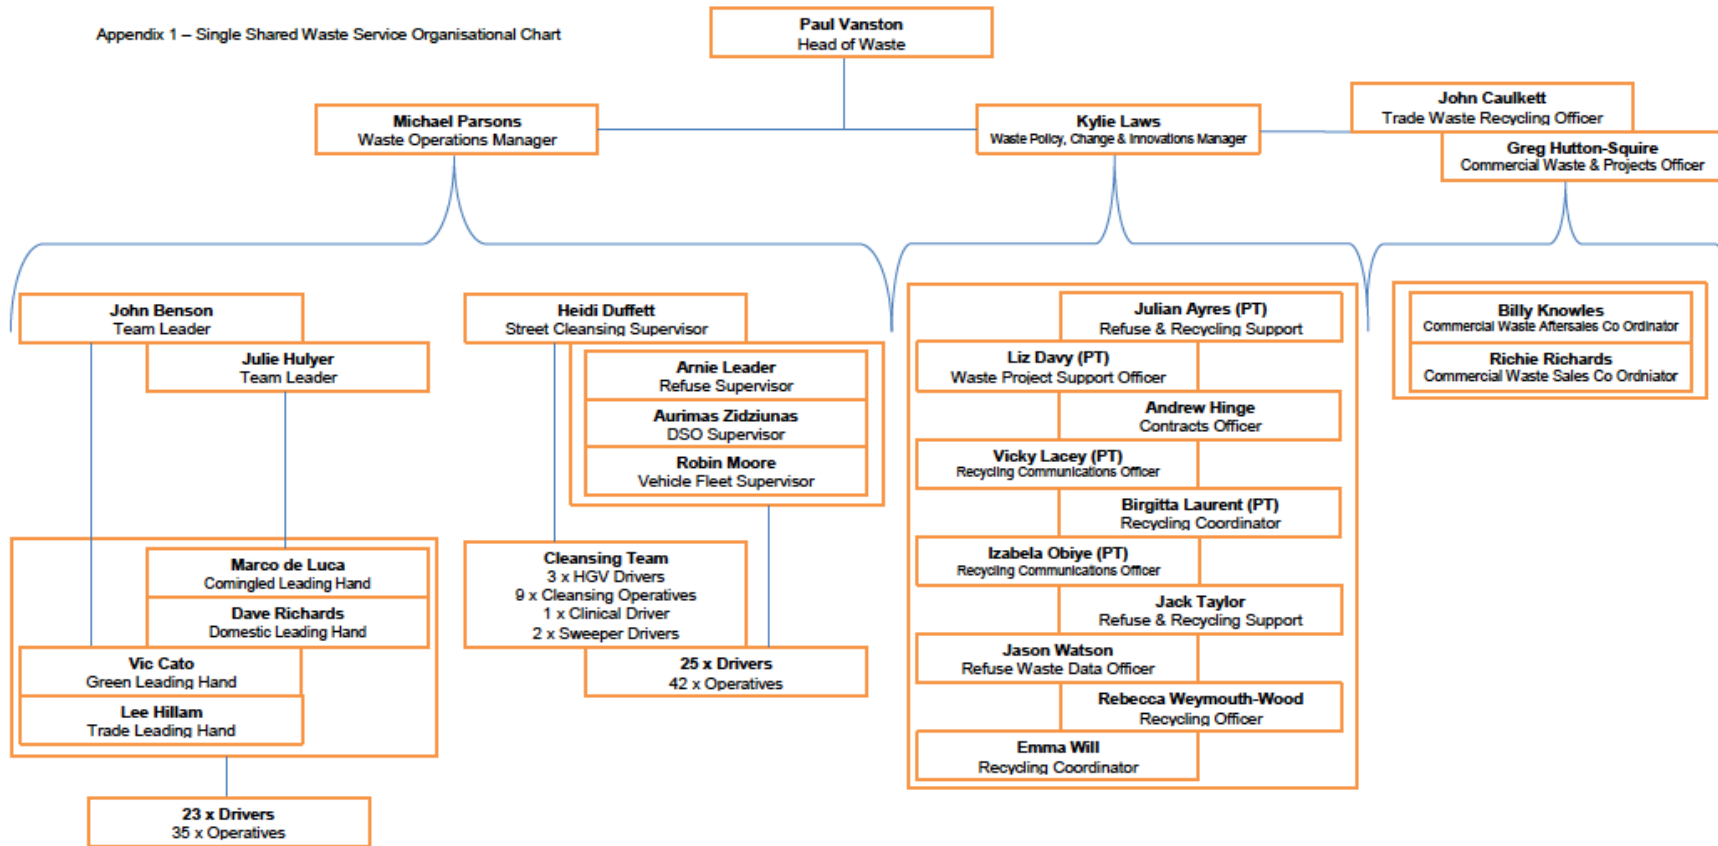 Appendix 1 – Single Shared Waste Service Organisational Chart
Paul Vanston
Head of Waste
Michael Parsons
Waste Operations Manager
Kylie Laws
Waste Policy, Change & Innovations Manager
John Caulkett
Trade Waste Recycling Officer
Greg Hutton-Squire
Commercial Waste & Projects Officer
John Benson
Team Leader
Julie Hulyer
Team Leader
Marco de Luca
Comingled Leading Hand
Dave Richards
Domestic Leading Hand
Vic Cato
Green Leading Hand
Lee Hillam
Trade Leading Hand
23 x Drivers
35 x Operatives
Heidi Duffett
Street Cleansing Supervisor
Arnie Leader
Refuse Supervisor
Aurimas Zidziunas
DSO Supervisor
Robin Moore
Vehicle Fleet Supervisor
Cleansing Team
3 x HGV Drivers
9 x Cleansing Operatives
1 x Clinical Driver
2 x Sweeper Drivers
25 x Drivers
42 x Operatives
Julian Ayres (PT)
Refuse & Recycling Support
Liz Davy (PT)
Waste Project Support Officer
Andrew Hinge
Contracts Officer
Vicky Lacey (PT)
Recycling Communications Officer
Birgitta Laurent (PT)
Recycling Coordinator
Izabela Obiye (PT)
Recycling Communications Officer
Jack Taylor
Refuse & Recycling Support
Jason Watson
Refuse Waste Data Officer
Rebecca Weymouth-Wood
Recycling Officer
Emma Will
Recycling Coordinator
Billy Knowles
Commercial Waste Aftersales Co Ordinator
Richie Richards
Commercial Waste Sales Co Ordniator